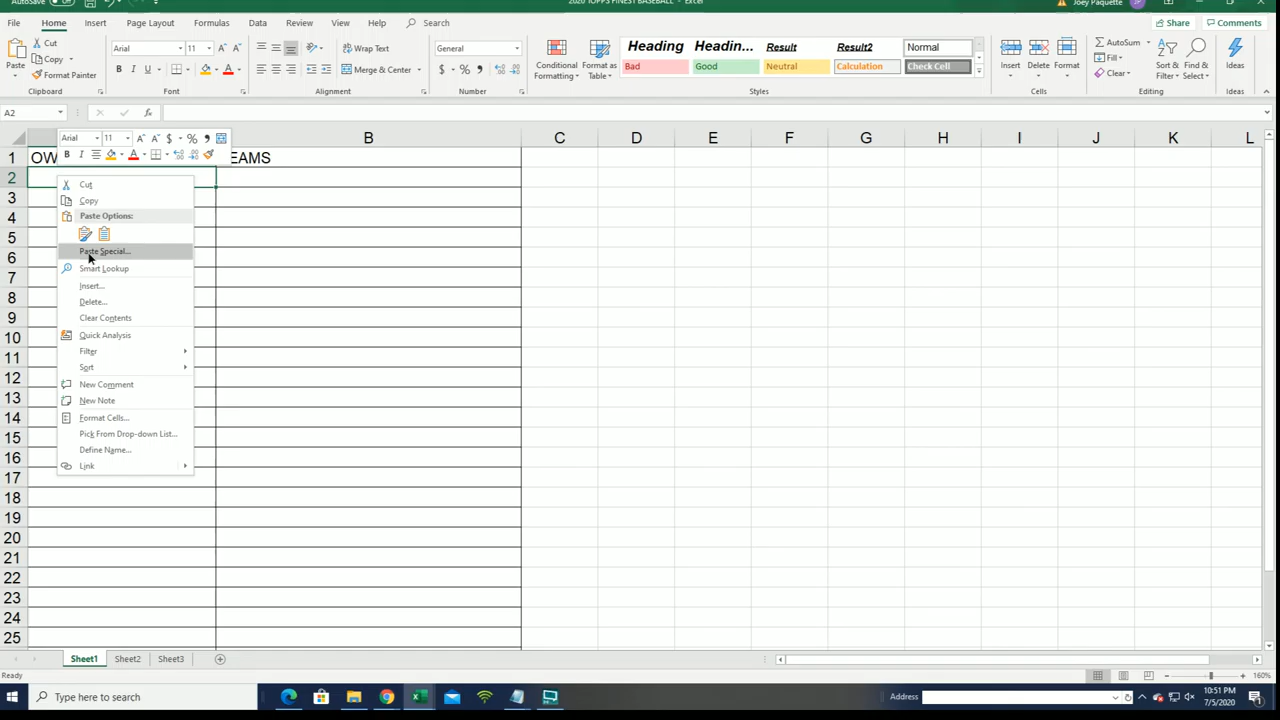 AutoSave
2020 TOPPS FINEST BASEBALL - Excel
Joey Paquette JP
File Home Insert Page Layout Formulas Data Review View Help Search Share Comments
Cut
Copy
Format Painter
Paste
Arial 11
B I U
Wrap Text
Merge & Center
General
$ %
Conditional Formatting
Format as Table
Heading Headin... Result Result2 Normal
Bad Good Neutral Calculation Check Cell
Insert Delete Format
AutoSum
Fill
Clear
Sort & Filter
Find & Select
Ideas
Clipboard Font Alignment Number Styles Cells Editing Ideas
A2 fx
Arial 11 A A $ %
B I A
B C D E F G H I J K L
1 OW EAMS
2
3
4
5
6
7
8
9
10
11
12
13
14
15
16
17
18
19
20
21
22
23
24
25
Cut
Copy
Paste Options:
Paste Special...
Smart Lookup
Insert...
Delete...
Clear Contents
Quick Analysis
Filter
Sort
New Comment
New Note
Format Cells...
Pick From Drop-down List...
Define Name...
Link
Sheet1 Sheet2 Sheet3
Ready 160%
Type here to search
Address
10:51 PM
7/5/2020